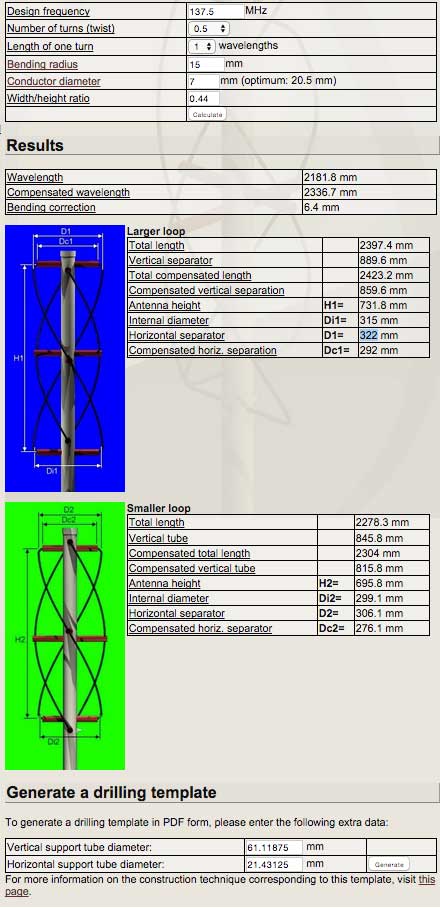 Design frequency 137.5 MHz
Number of turns (twist) 0.5
Length of one turn 1 wavelengths
Bending radius 15 mm
Conductor diameter 7 mm (optimum: 20.5 mm)
Width/height ratio 0.44
Calculate
Results
Wavelength 2181.8 mm
Compensated wavelength 2336.7 mm
Bending correction 6.4 mm
Larger loop
Total length 2397.4 mm
Vertical separator 889.6 mm
Total compensated length 2423.2 mm
Compensated vertical separation 859.6 mm
Antenna height H1= 731.8 mm
Internal diameter Di1= 315 mm
Horizontal separator D1= 322 mm
Compensated horiz. separation Dc1= 292 mm
D1
Dc1
H1
Di1
Smaller loop
Total length 2278.3 mm
Vertical tube 845.8 mm
Compensated total length 2304 mm
Compensated vertical tube 815.8 mm
Antenna height H2= 695.8 mm
Internal diameter Di2= 299.1 mm
Horizontal separator D2= 306.1 mm
Compensated horiz. separator Dc2= 276.1 mm
D2
Dc2
H2
Di2
Generate a drilling template
To generate a drilling template in PDF form, please enter the following extra data:
Vertical support tube diameter: 61.11875 mm
Horizontal support tube diameter: 21.43125 mm Generate
For more information on the construction technique corresponding to this template, visit this
page.